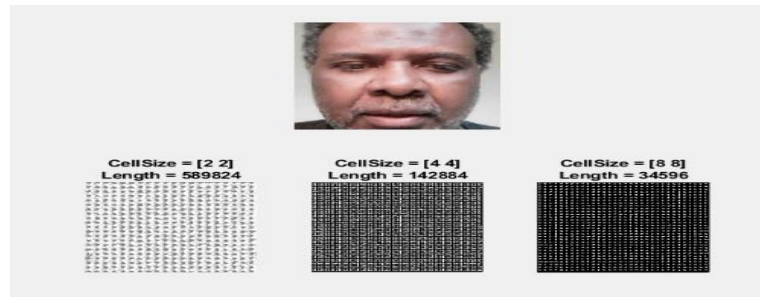 CellSize = [2 2]
Length = 589824
CellSize = [4 4]
Length = 142884
CellSize = [8 8]
Length = 34596